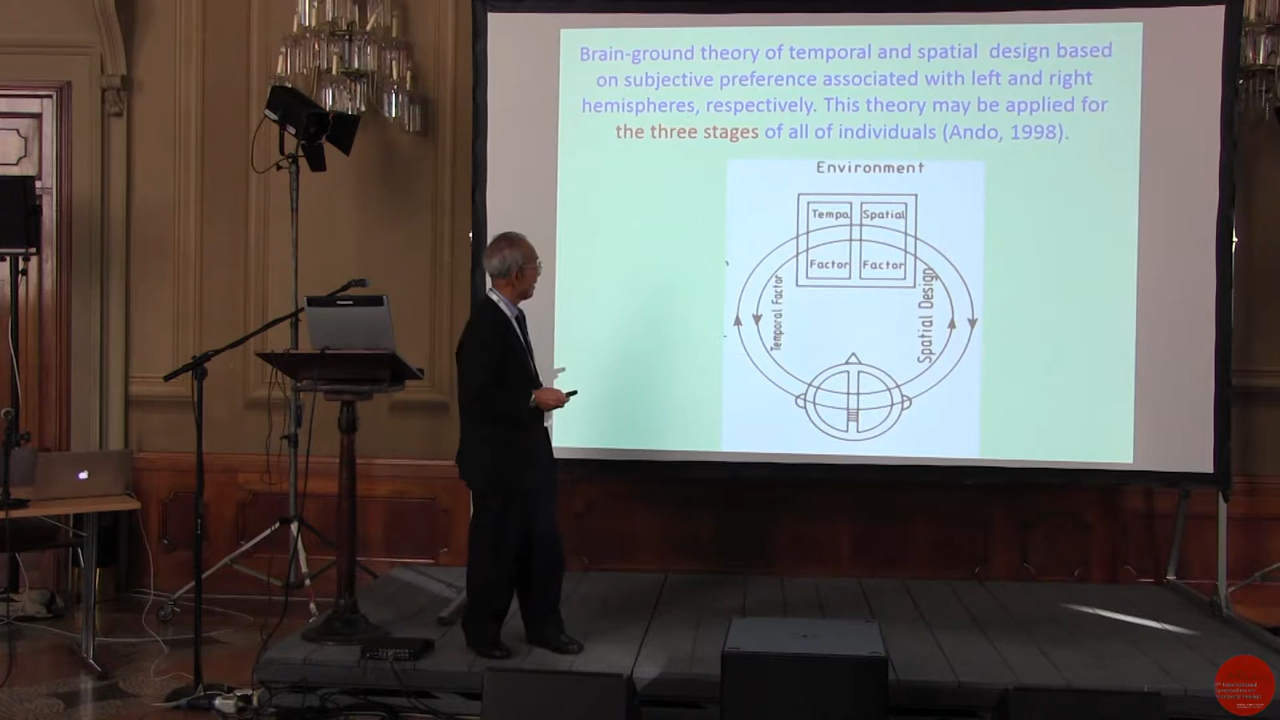 Brain-ground theory of temporal and spatial design based
on subjective preference associated with left and right
hemispheres, respectively. This theory may be applied for
the three stages of all of individuals (Ando, 1998).
Environment
Tempo.
Spatial
Factor
Factor
Temporal Factor
Spatial Design